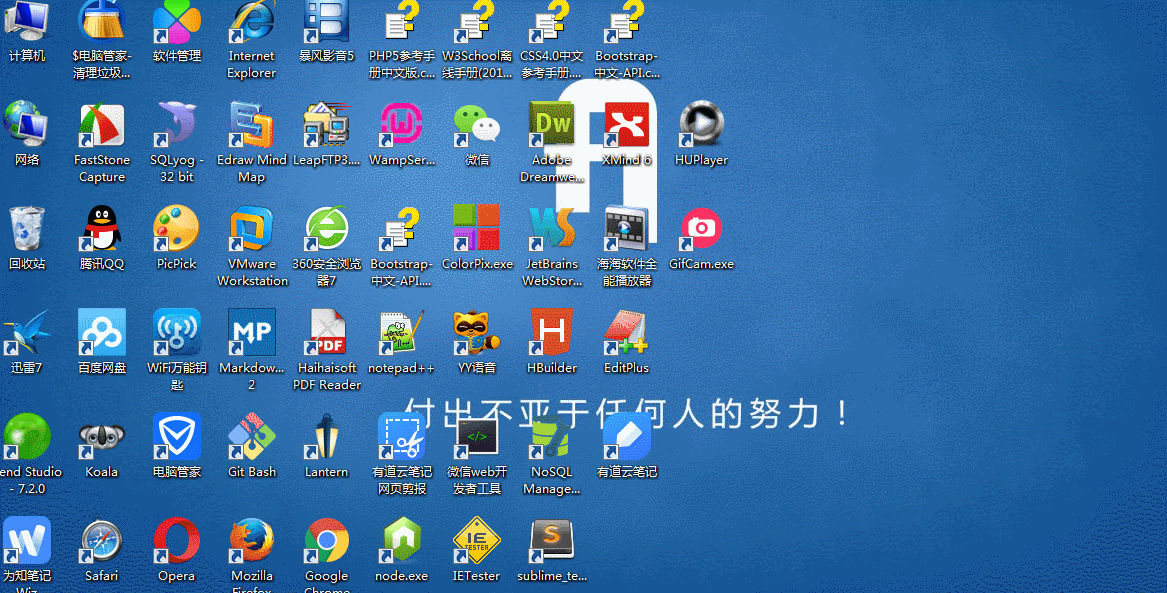 计算机
$电脑管家-
清理垃圾...
软件管理
Internet
Explorer
暴风影音5
PHP5参考手
册中文版.c...
W3School离
线手册(201...
CSS4.0中文
参考手册....
Bootstrap-
中文-API.c...
网络
FastStone
Capture
SQLyog -
32 bit
Edraw Mind
Map
LeapFTP3....
WampSer...
微信
Dw
Adobe
Dreamwe...
XMind 6
HUPlayer
回收站
腾讯QQ
PicPick
VMware
Workstation
360安全浏览
器7
Bootstrap-
中文-API....
ColorPix.exe
WS
JetBrains
WebStor...
海海软件全
能播放器
GifCam.exe
迅雷7
百度网盘
WiFi万能钥
匙
MP
Markdow...
2
PDF
Haihaisoft
PDF Reader
notepad++
YY语音
H
HBuilder
EditPlus
付出不亚于任何人的努力！
end Studio
- 7.2.0
Koala
电脑管家
Git Bash
Lantern
有道云笔记
网页剪报
</>
微信web开
发者工具
NoSQL
Manage...
有道云笔记
为知笔记
Wiz
Safari
Opera
Mozilla
Firefox
Google
Chrome
node.exe
IE
TESTER
IETester
S
sublime_te...